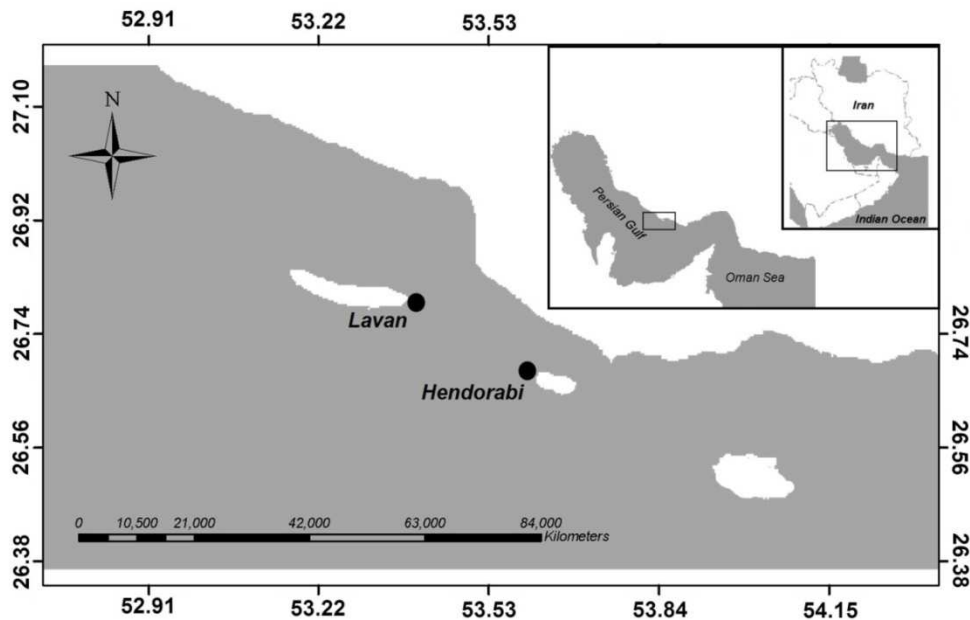 52.91 53.22 53.53
27.10
26.92
26.74
26.56
26.38
N
Iran
Indian Ocean
Persian Gulf
Oman Sea
Lavan
Hendorabi
26.74
26.56
26.38
0 10,500 21,000 42,000 63,000 84,000
Kilometers
52.91 53.22 53.53 53.84 54.15